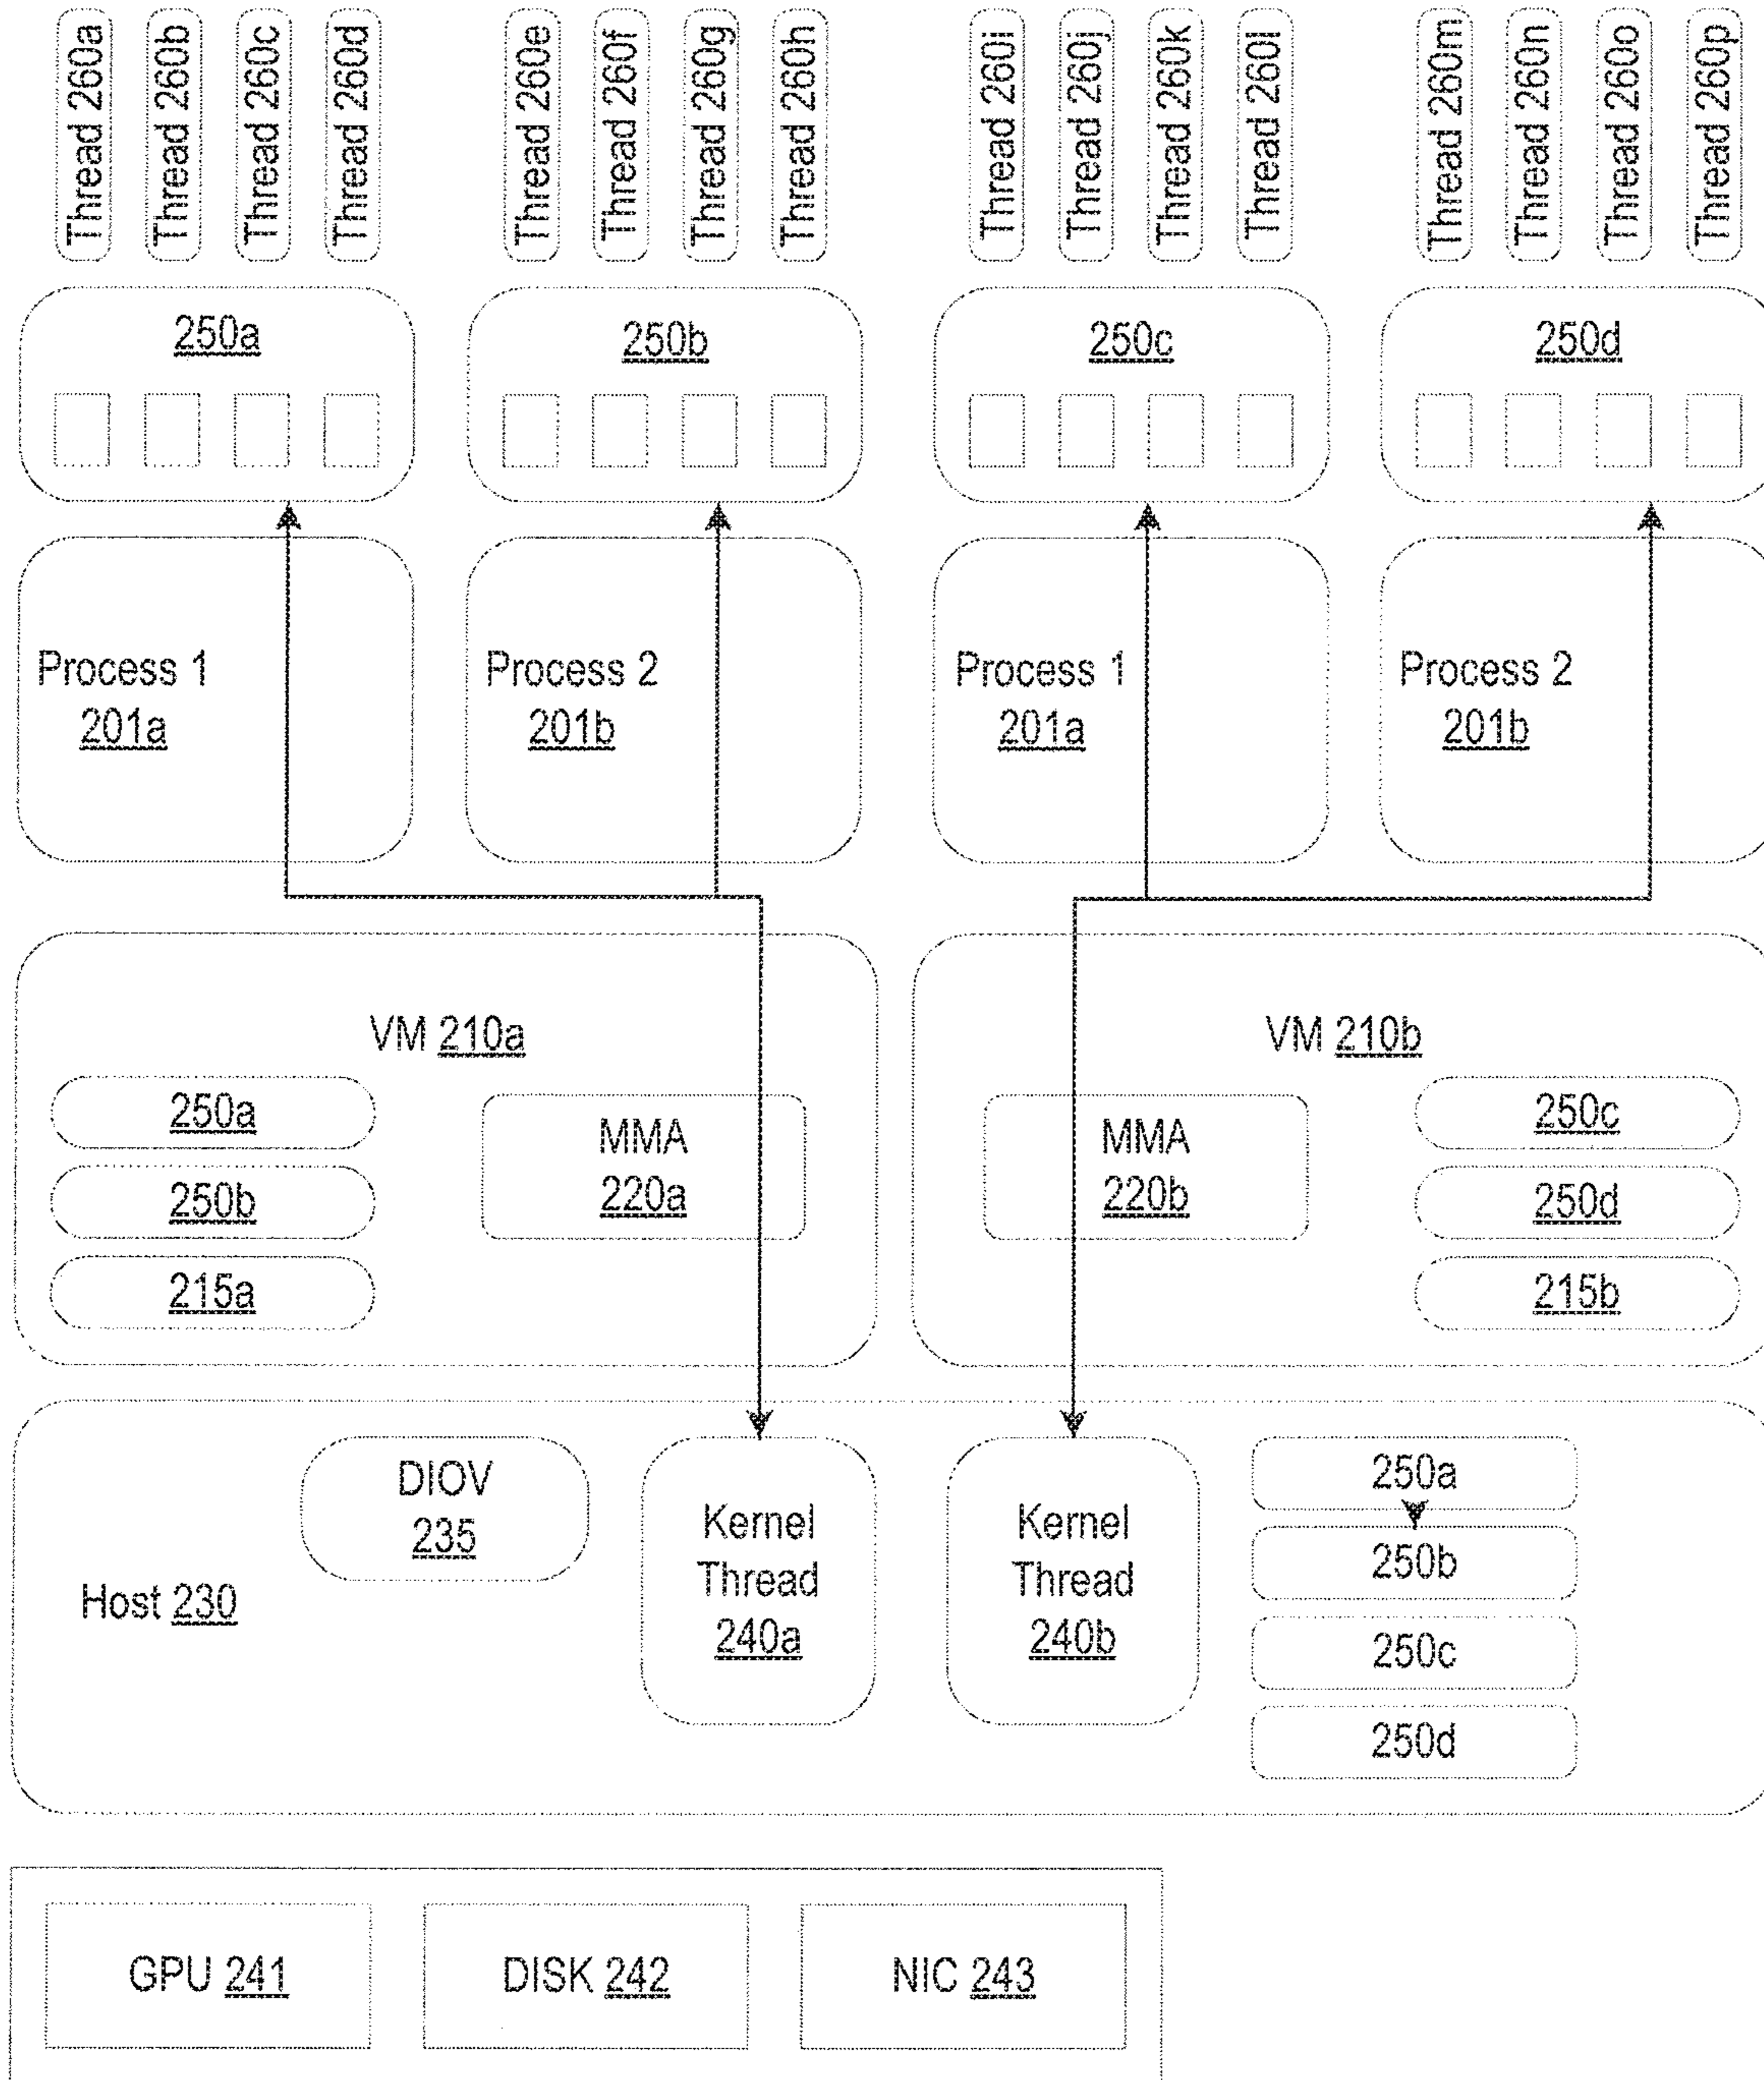 Thread 260a
Thread 260b
Thread 260c
Thread 260d
Thread 260e
Thread 260f
Thread 260g
Thread 260h
Thread 260i
Thread 260j
Thread 260k
Thread 260l
Thread 260m
Thread 260n
Thread 260o
Thread 260p
250a
250b
250c
250d
Process 1
201a
Process 2
201b
Process 1
201a
Process 2
201b
VM 210a
250a
250b
215a
MMA
220a
VM 210b
MMA
220b
250c
250d
215b
Host 230
DIOV
235
Kernel
Thread
240a
Kernel
Thread
240b
250a
250b
250c
250d
GPU 241
DISK 242
NIC 243